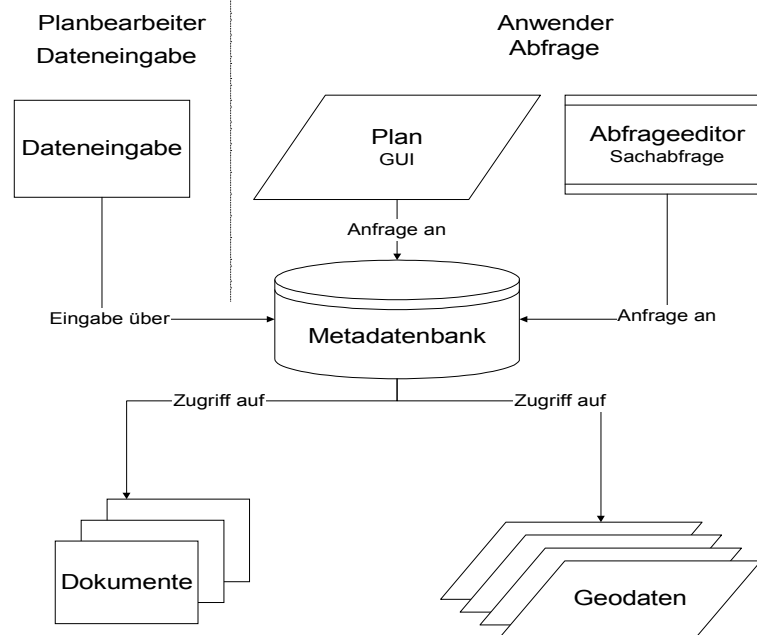 Planbearbeiter
Dateneingabe
Anwender
Abfrage
Dateneingabe
Plan
GUI
Abfrageeditor
Sachabfrage
Anfrage an
Eingabe über
Metadatenbank
Anfrage an
Zugriff auf
Zugriff auf
Dokumente
Geodaten